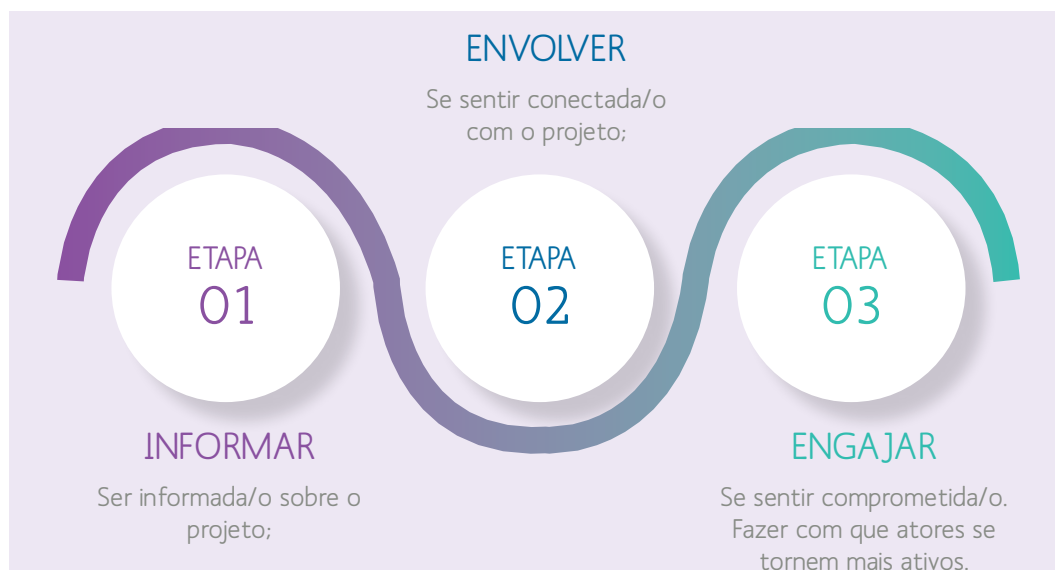 ETAPA
01
INFORMAR
Ser informada/o sobre o
projeto;
ENVOLVER
Se sentir conectada/o
com o projeto;
ETAPA
02
ETAPA
03
ENGAJAR
Se sentir comprometida/o.
Fazer com que atores se
tornem mais ativos.